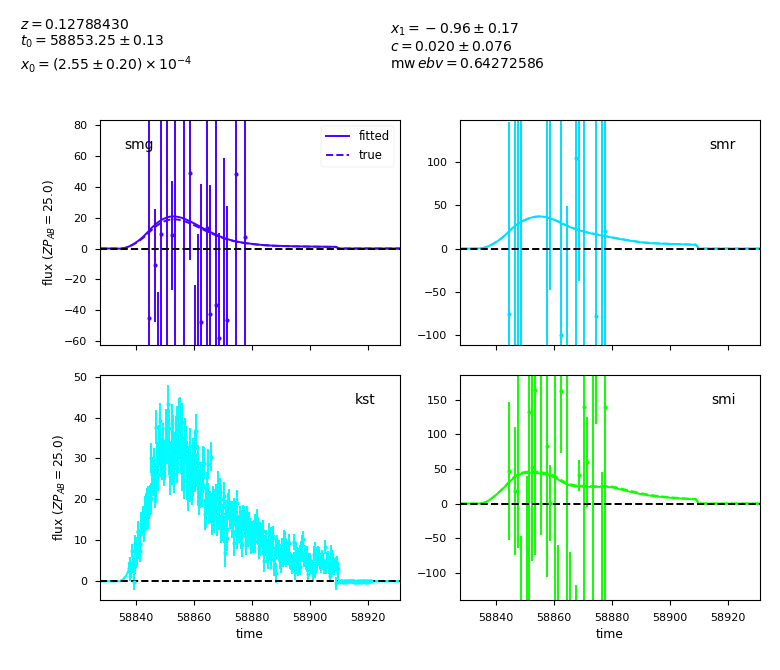 z = 0.12788430
t₀ = 58853.25 ± 0.13
x₀ = (2.55 ± 0.20) × 10⁻⁴
x₁ = −0.96 ± 0.17
c = 0.020 ± 0.076
mw ebv = 0.64272586
smg
fitted
true
80
60
40
20
0
−20
−40
−60
flux (ZP_AB = 25.0)
smr
100
50
0
−50
−100
kst
50
40
30
20
10
0
flux (ZP_AB = 25.0)
58840 58860 58880 58900 58920
time
smi
150
100
50
0
−50
−100
58840 58860 58880 58900 58920
time